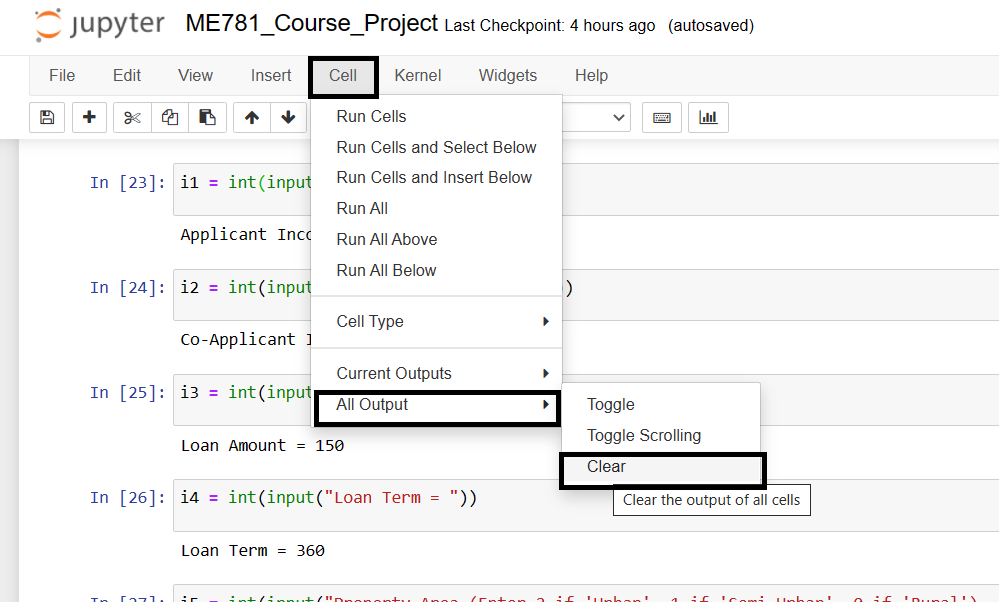 jupyter ME781_Course_Project Last Checkpoint: 4 hours ago (autosaved)
File Edit View Insert Cell Kernel Widgets Help
Run Cells
Run Cells and Select Below
Run Cells and Insert Below
Run All
Run All Above
Run All Below
Cell Type
Current Outputs
All Output
Toggle
Toggle Scrolling
Clear
Clear the output of all cells
In [23]: i1 = int(input
Applicant Inco
In [24]: i2 = int(input )
Co-Applicant
In [25]: i3 = int(input
Loan Amount = 150
In [26]: i4 = int(input("Loan Term = "))
Loan Term = 360
In [27]: i5 = int(input("Property Area (Enter 2 if 'Urban', 1 if 'Semi Urban', 0 if 'Rural')